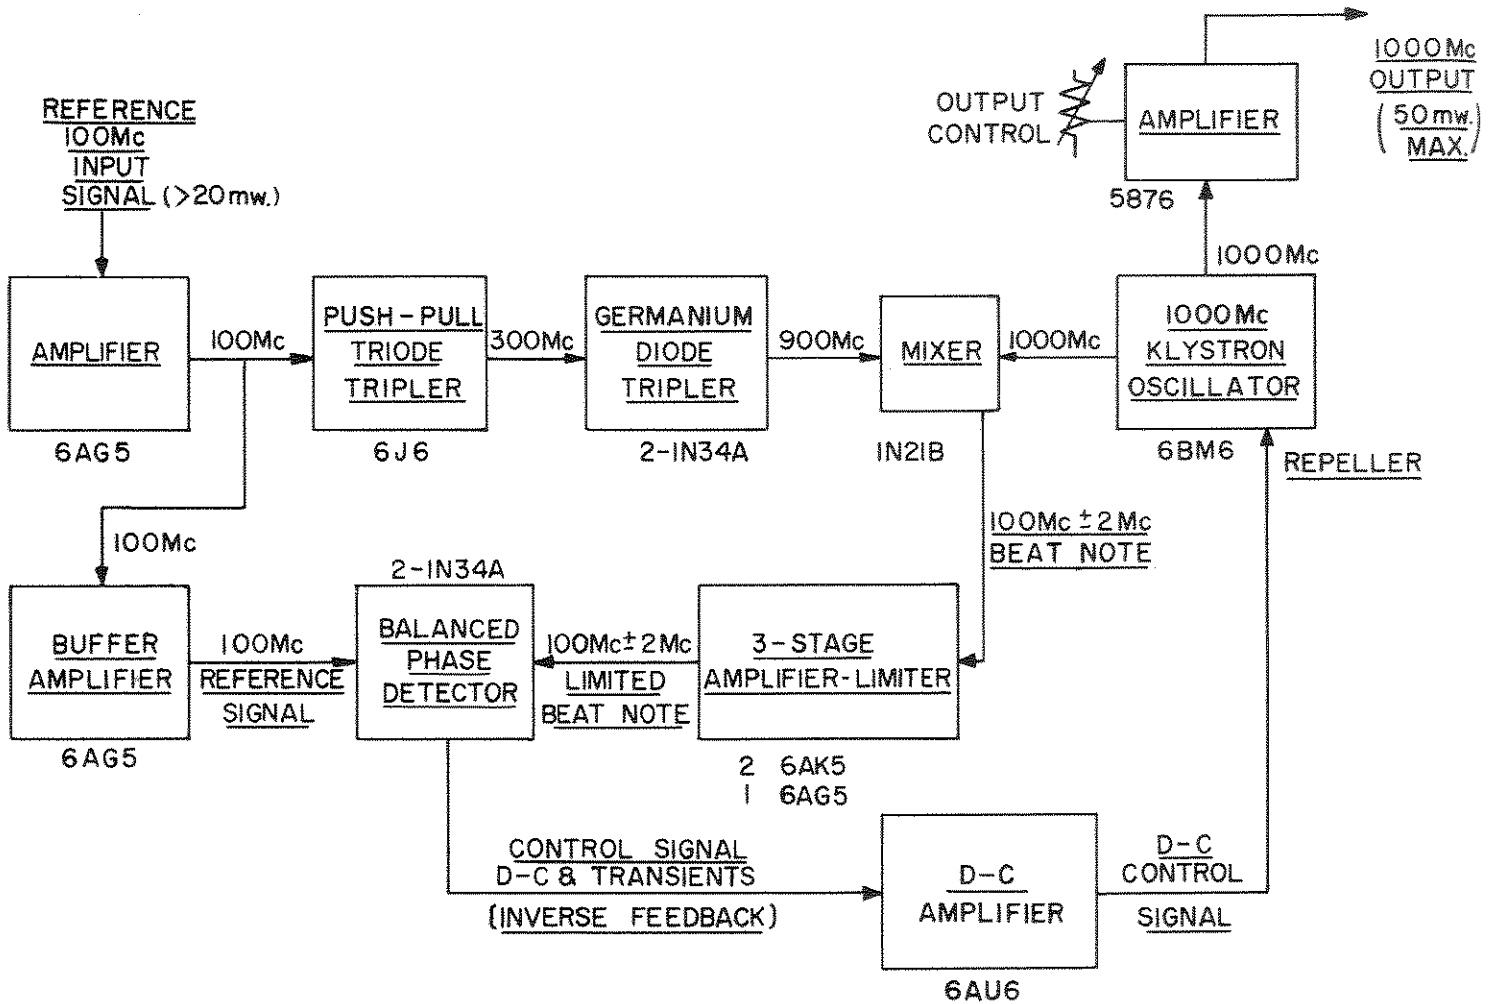 REFERENCE
100Mc
INPUT
SIGNAL (>20mw.)
OUTPUT
CONTROL
AMPLIFIER
5876
1000Mc
OUTPUT
(50mw.)
MAX.
1000Mc
AMPLIFIER
6AG5
100Mc
PUSH-PULL
TRIODE
TRIPLER
6J6
300Mc
GERMANIUM
DIODE
TRIPLER
2-1N34A
900Mc
MIXER
1N21B
1000Mc
1000Mc
KLYSTRON
OSCILLATOR
6BM6
REPELLER
100Mc
100Mc ± 2Mc
BEAT NOTE
BUFFER
AMPLIFIER
6AG5
100Mc
REFERENCE
SIGNAL
2-1N34A
BALANCED
PHASE
DETECTOR
100Mc ± 2Mc
LIMITED
BEAT NOTE
3-STAGE
AMPLIFIER-LIMITER
2 6AK5
1 6AG5
CONTROL SIGNAL
D-C & TRANSIENTS
(INVERSE FEEDBACK)
D-C
AMPLIFIER
6AU6
D-C
CONTROL
SIGNAL